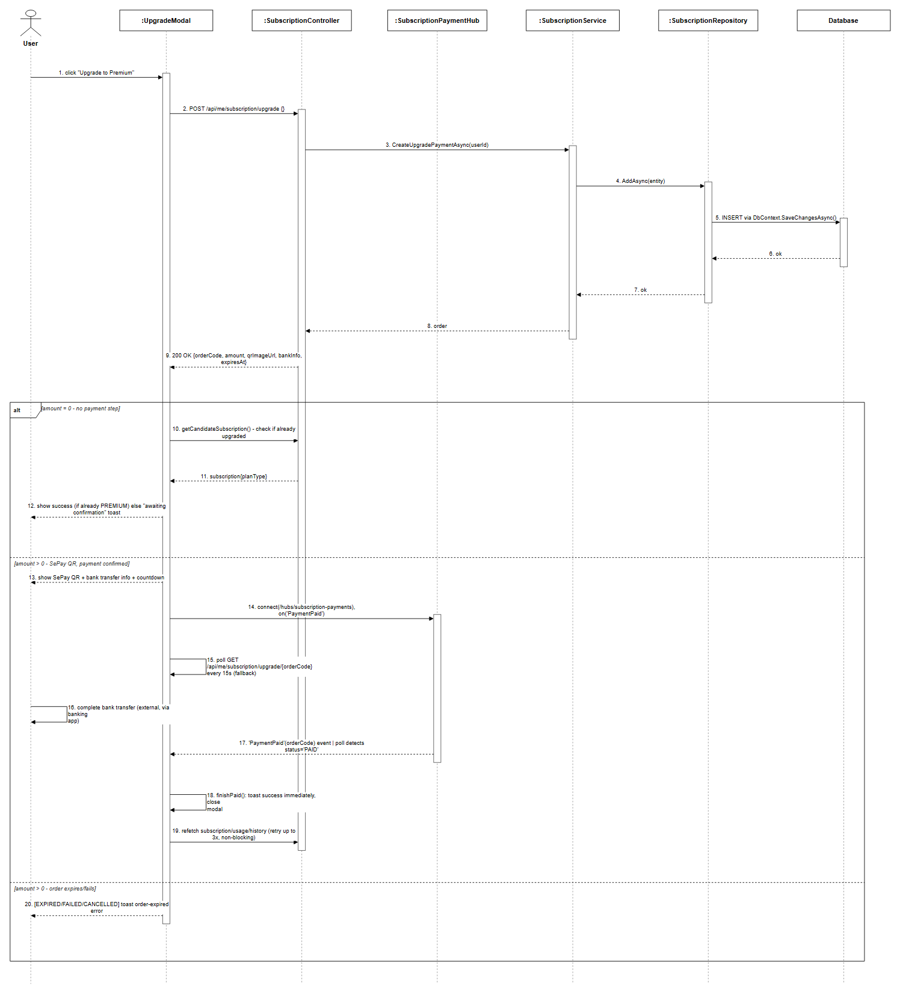 User
:UpgradeModal
:SubscriptionController
:SubscriptionPaymentHub
:SubscriptionService
:SubscriptionRepository
Database
1. click "Upgrade to Premium"
2. POST /api/me/subscription/upgrade {}
3. CreateUpgradePaymentAsync(userId)
4. AddAsync(entity)
5. INSERT via DbContext.SaveChangesAsync()
6. ok
7. ok
8. order
9. 200 OK {orderCode, amount, qrImageUrl, bankInfo,
expiresAt}
alt
[amount = 0 - no payment step]
10. getCandidateSubscription() - check if already
upgraded
11. subscription{planType}
12. show success (if already PREMIUM) else "awaiting
confirmation" toast
[amount > 0 - SePay QR, payment confirmed]
13. show SePay QR + bank transfer info + countdown
14. connect(/hubs/subscription-payments),
on('PaymentPaid')
15. poll GET
/api/me/subscription/upgrade/{orderCode}
every 15s (fallback)
16. complete bank transfer (external, via
banking
app)
17. 'PaymentPaid'(orderCode) event | poll detects
status='PAID'
18. finishPaid(): toast success immediately,
close
modal
19. refetch subscription/usage/history (retry up to
3x, non-blocking)
[amount > 0 - order expires/fails]
20. [EXPIRED/FAILED/CANCELLED] toast order-expired
error